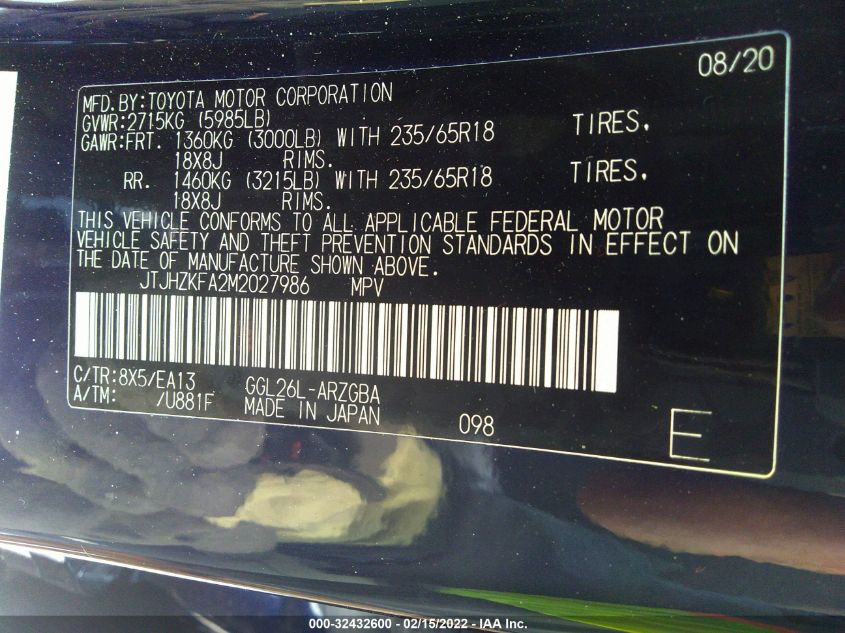 08/20
MFD.BY:TOYOTA MOTOR CORPORATION
GVWR:2715KG (5985LB)
GAWR:FRT. 1360KG (3000LB) WITH 235/65R18 TIRES.
18X8J RIMS.
RR. 1460KG (3215LB) WITH 235/65R18 TIRES.
18X8J RIMS.
THIS VEHICLE CONFORMS TO ALL APPLICABLE FEDERAL MOTOR
VEHICLE SAFETY AND THEFT PREVENTION STANDARDS IN EFFECT ON
THE DATE OF MANUFACTURE SHOWN ABOVE.
JTJHZKFA2M2027986 MPV
C/TR:8X5/EA13 GGL26L-ARZGBA
A/TM: /U881F MADE IN JAPAN 098
E
000-32432600 - 02/15/2022 - IAA Inc.